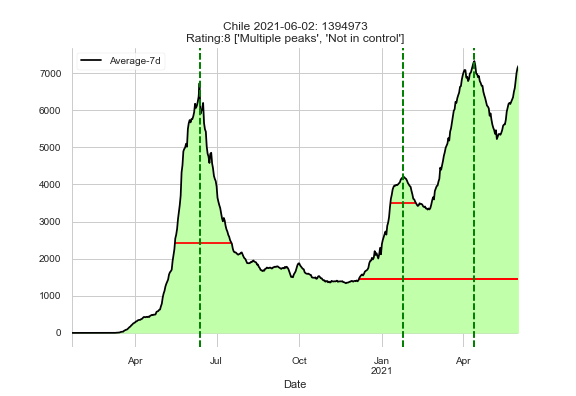 Chile 2021-06-02: 1394973
Rating:8 ['Multiple peaks', 'Not in control']
Average-7d
7000
6000
5000
4000
3000
2000
1000
0
Apr
Jul
Oct
Jan
2021
Apr
Date